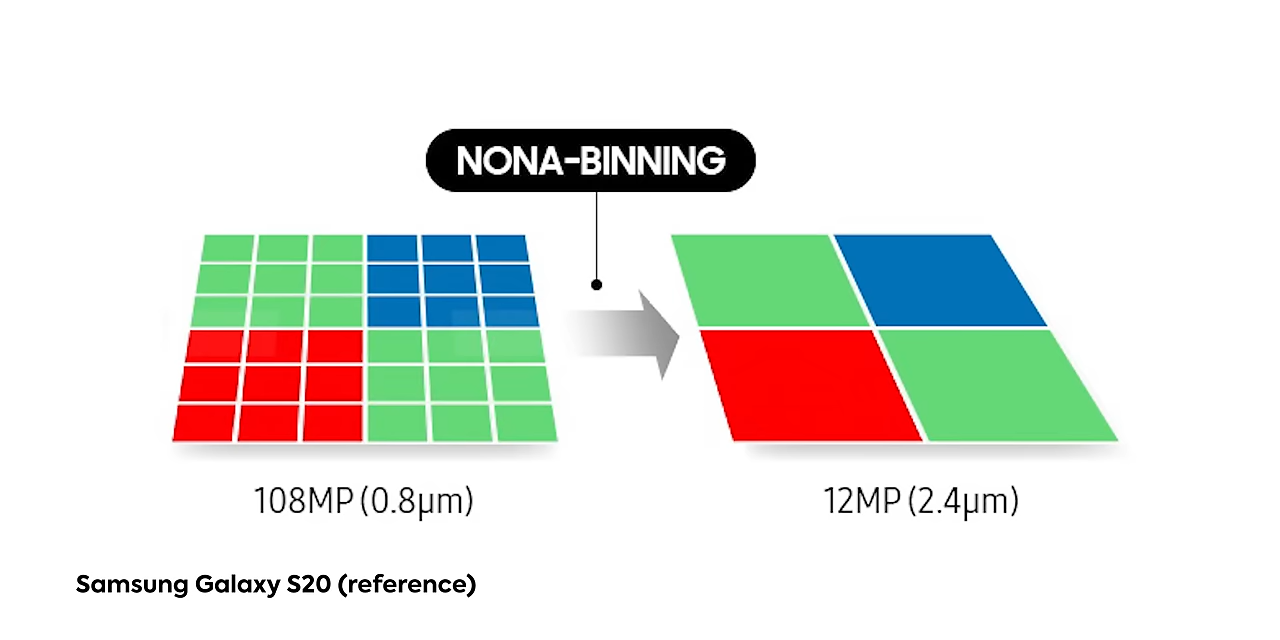 NONA-BINNING
108MP (0.8µm)
12MP (2.4µm)
Samsung Galaxy S20 (reference)